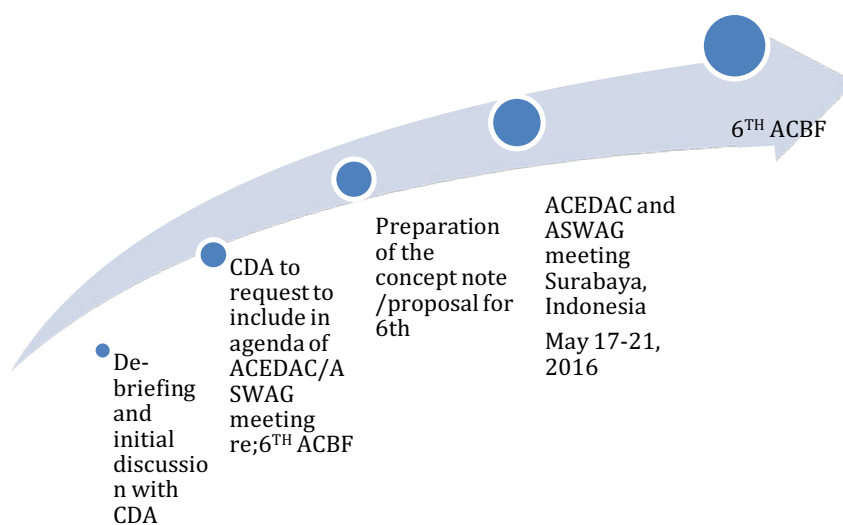 De-
briefing
and
initial
discussio
n with
CDA
CDA to
request to
include in
agenda of
ACEDAC/A
SWAG
meeting
re;6TH ACBF
Preparation
of the
concept note
/proposal for
6th
ACEDAC and
ASWAG
meeting
Surabaya,
Indonesia
May 17-21,
2016
6TH ACBF